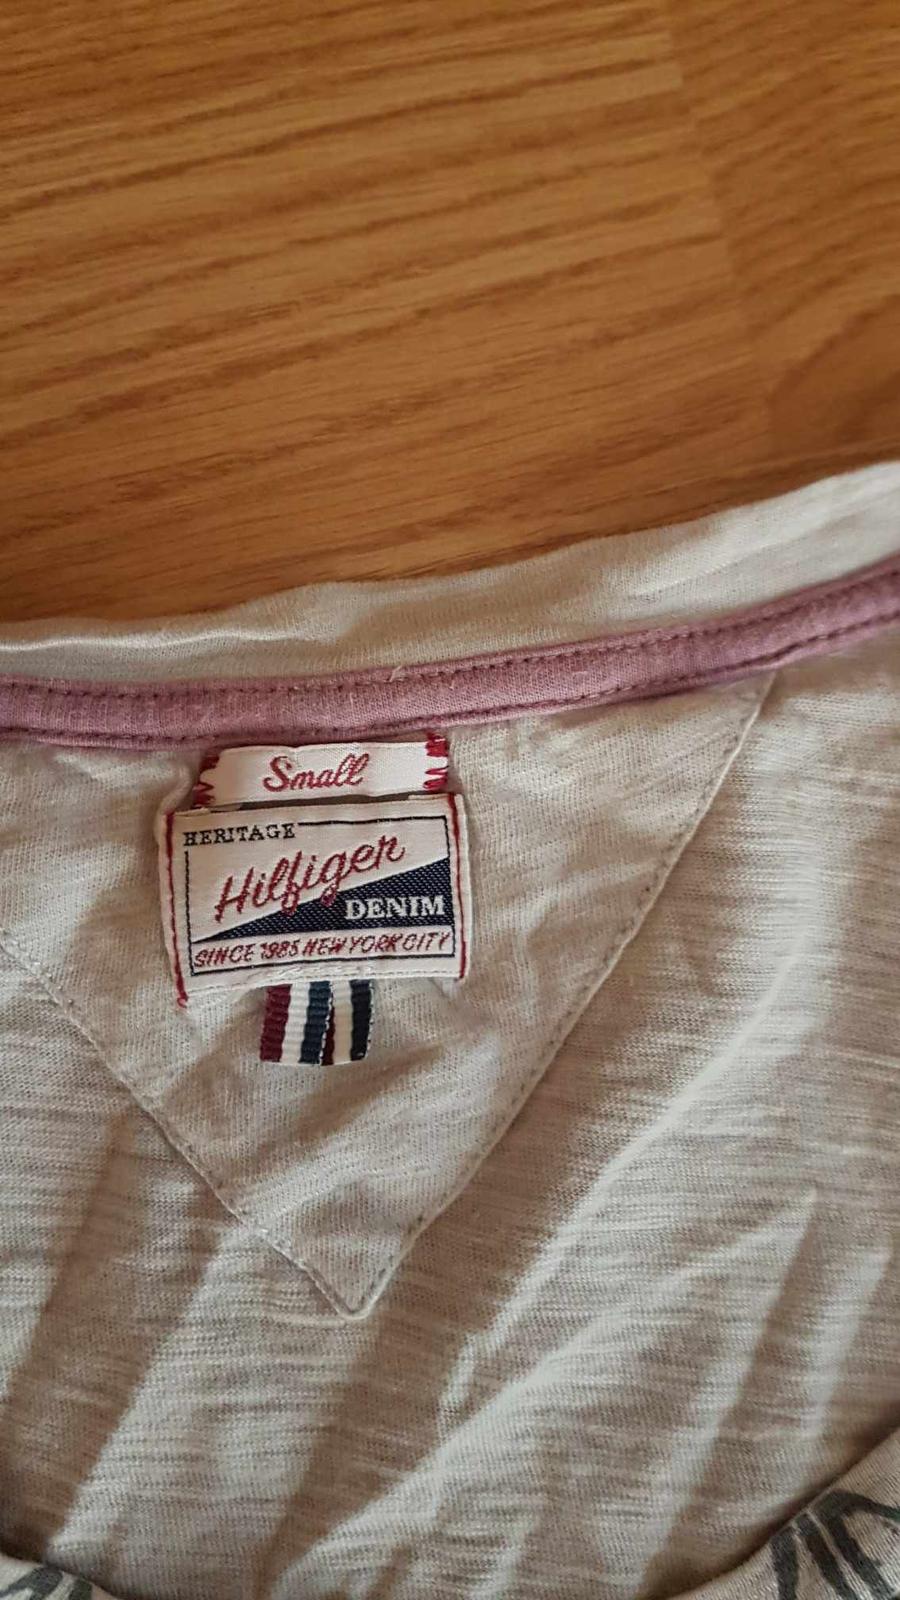 Small
HERITAGE
Hilfiger
DENIM
SINCE 1985 NEW YORK CITY